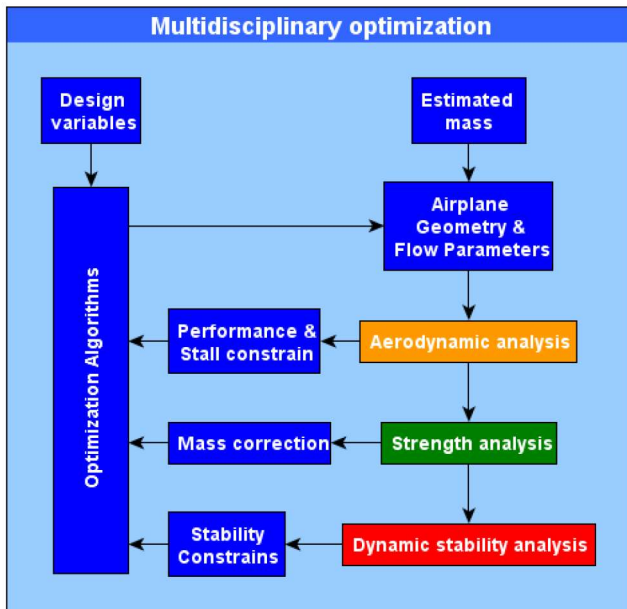 Multidisciplinary optimization
Design
variables
Estimated
mass
Airplane
Geometry &
Flow Parameters
Optimization Algorithms
Performance &
Stall constrain
Aerodynamic analysis
Mass correction
Strength analysis
Stability
Constrains
Dynamic stability analysis